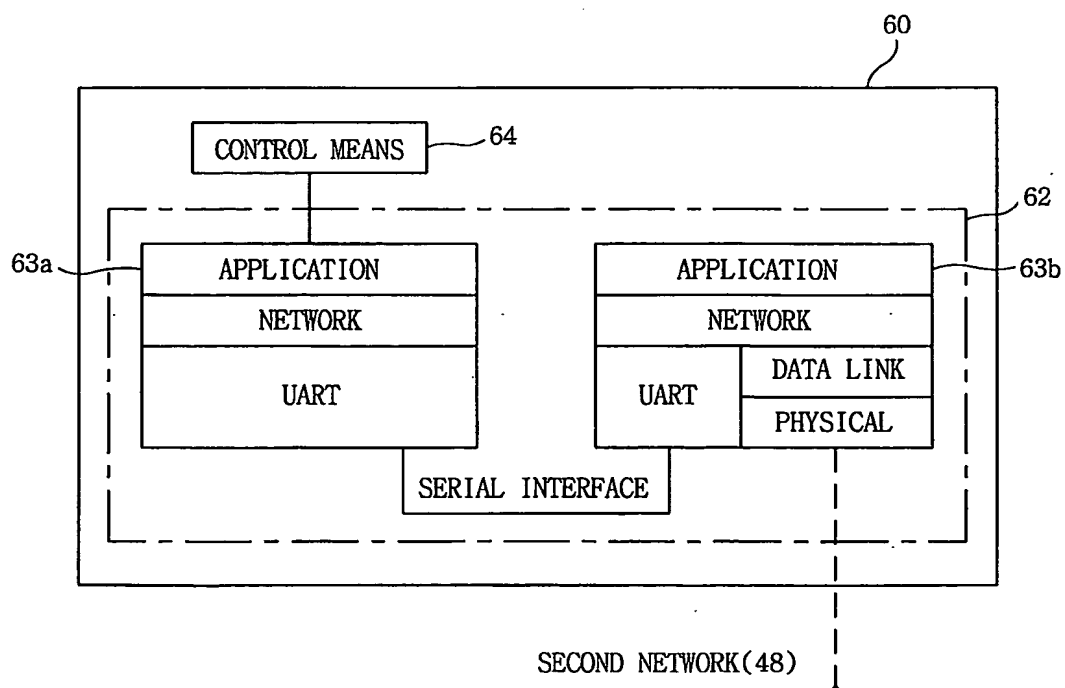 60
CONTROL MEANS
64
62
63a
APPLICATION
APPLICATION
63b
NETWORK
NETWORK
UART
UART
DATA LINK
PHYSICAL
SERIAL INTERFACE
SECOND NETWORK(48)